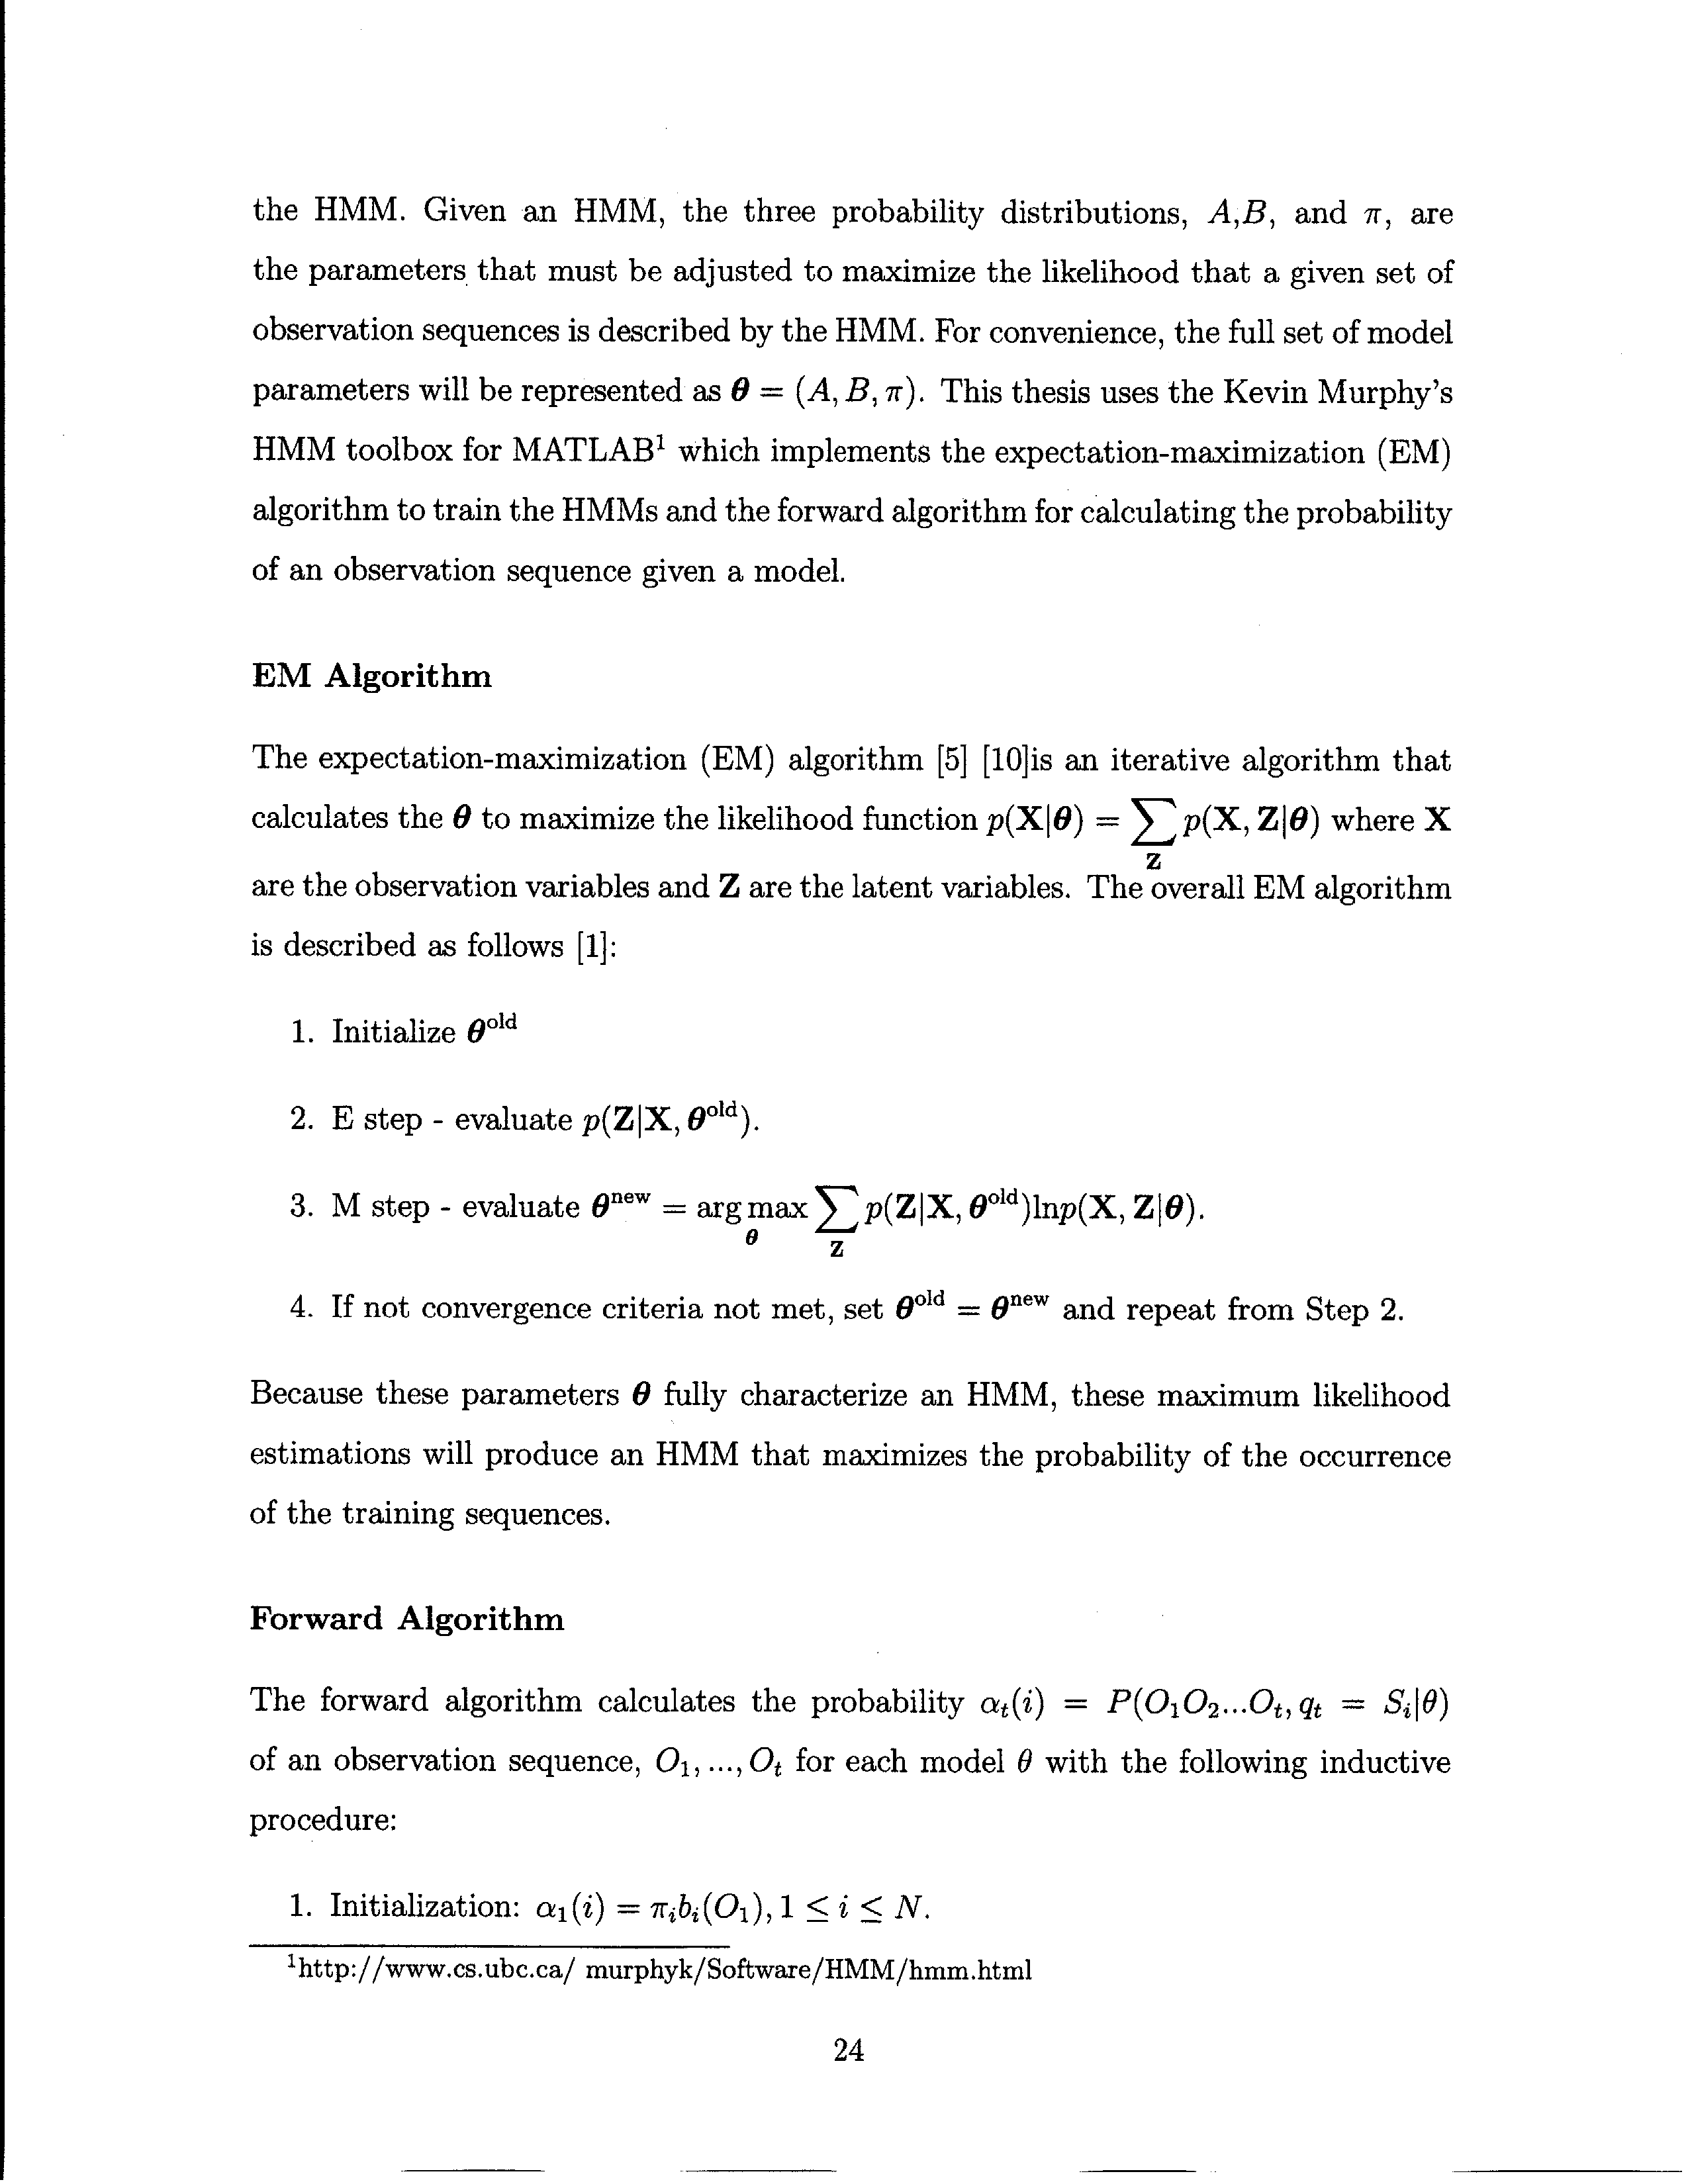 the HMM. Given an HMM, the three probability distributions, A,B, and π, are
the parameters that must be adjusted to maximize the likelihood that a given set of
observation sequences is described by the HMM. For convenience, the full set of model
parameters will be represented as θ = (A, B, π). This thesis uses the Kevin Murphy's
HMM toolbox for MATLAB¹ which implements the expectation-maximization (EM)
algorithm to train the HMMs and the forward algorithm for calculating the probability
of an observation sequence given a model.
EM Algorithm
The expectation-maximization (EM) algorithm [5] [10]is an iterative algorithm that
calculates the θ to maximize the likelihood function p(X|θ) = ∑_Z p(X, Z|θ) where X
are the observation variables and Z are the latent variables. The overall EM algorithm
is described as follows [1]:
1. Initialize θ^old
2. E step - evaluate p(Z|X, θ^old).
3. M step - evaluate θ^new = arg max_θ ∑_Z p(Z|X, θ^old)lnp(X, Z|θ).
4. If not convergence criteria not met, set θ^old = θ^new and repeat from Step 2.
Because these parameters θ fully characterize an HMM, these maximum likelihood
estimations will produce an HMM that maximizes the probability of the occurrence
of the training sequences.
Forward Algorithm
The forward algorithm calculates the probability α_t(i) = P(O₁O₂...O_t, q_t = S_i|θ)
of an observation sequence, O₁, ..., O_t for each model θ with the following inductive
procedure:
1. Initialization: α₁(i) = π_i b_i(O₁), 1 ≤ i ≤ N.
¹http://www.cs.ubc.ca/ murphyk/Software/HMM/hmm.html
24